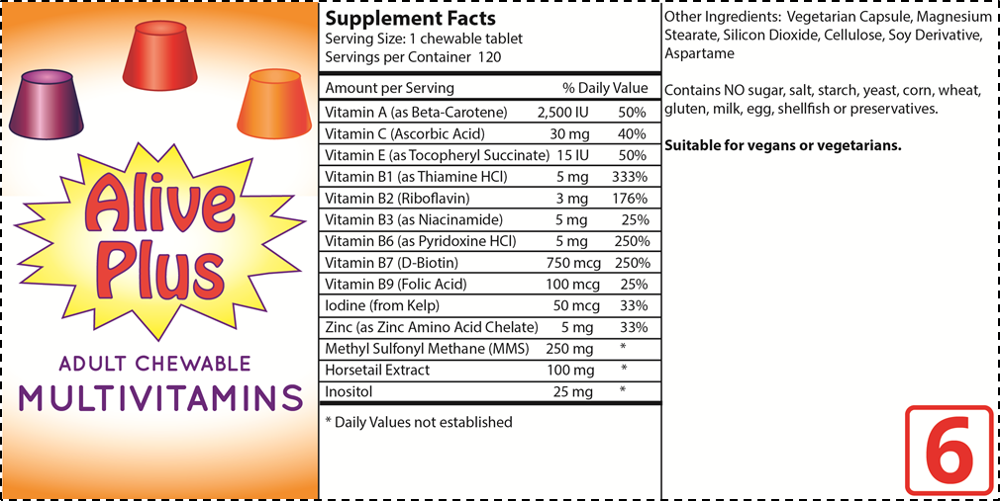 Alive
Plus
ADULT CHEWABLE
MULTIVITAMINS
Supplement Facts
Serving Size: 1 chewable tablet
Servings per Container 120
Amount per Serving % Daily Value
Vitamin A (as Beta-Carotene) 2,500 IU 50%
Vitamin C (Ascorbic Acid) 30 mg 40%
Vitamin E (as Tocopheryl Succinate) 15 IU 50%
Vitamin B1 (as Thiamine HCl) 5 mg 333%
Vitamin B2 (Riboflavin) 3 mg 176%
Vitamin B3 (as Niacinamide) 5 mg 25%
Vitamin B6 (as Pyridoxine HCl) 5 mg 250%
Vitamin B7 (D-Biotin) 750 mcg 250%
Vitamin B9 (Folic Acid) 100 mcg 25%
Iodine (from Kelp) 50 mcg 33%
Zinc (as Zinc Amino Acid Chelate) 5 mg 33%
Methyl Sulfonyl Methane (MMS) 250 mg *
Horsetail Extract 100 mg *
Inositol 25 mg *
* Daily Values not established
Other Ingredients: Vegetarian Capsule, Magnesium
Stearate, Silicon Dioxide, Cellulose, Soy Derivative,
Aspartame
Contains NO sugar, salt, starch, yeast, corn, wheat,
gluten, milk, egg, shellfish or preservatives.
Suitable for vegans or vegetarians.
6